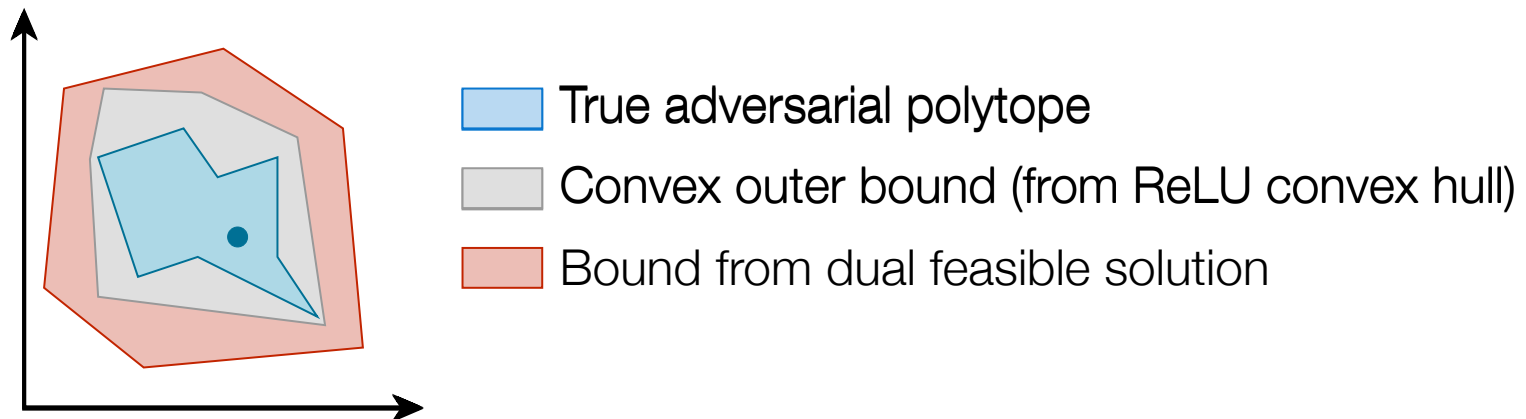 True adversarial polytope
Convex outer bound (from ReLU convex hull)
Bound from dual feasible solution